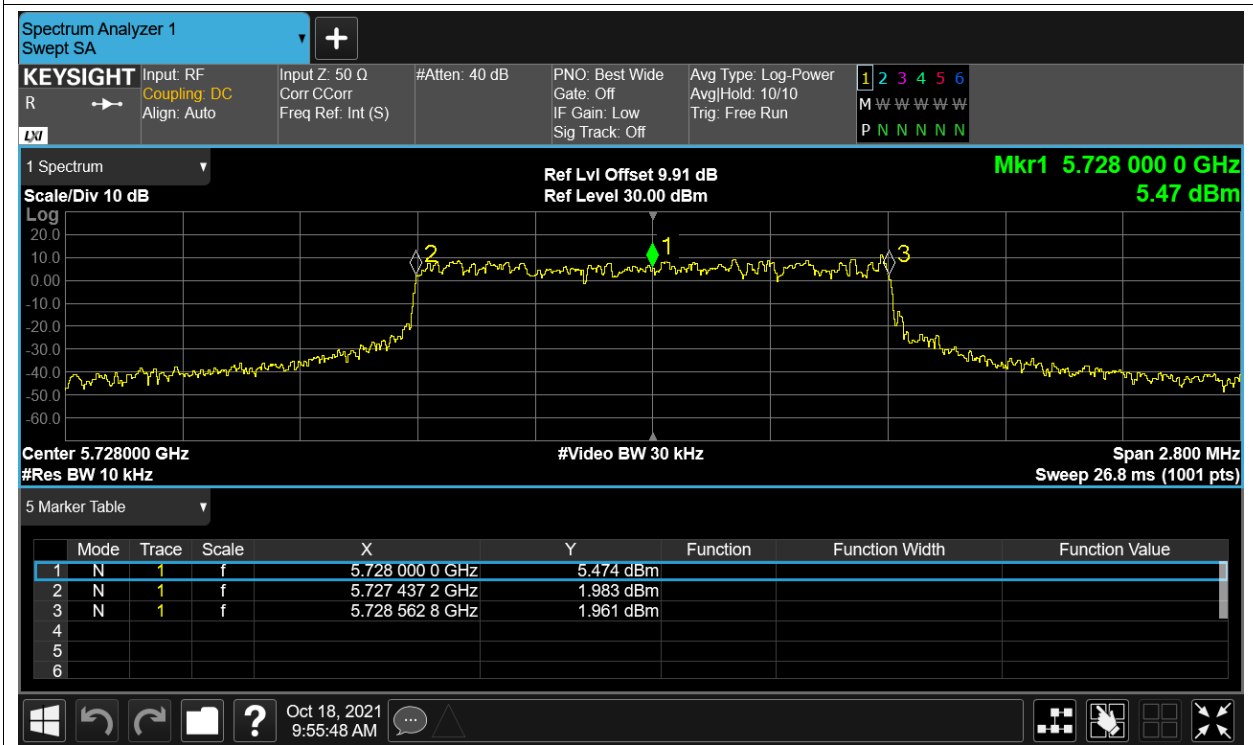 Spectrum Analyzer 1
Swept SA
KEYSIGHT Input: RF Input Z: 50 Ω #Atten: 40 dB PNO: Best Wide Avg Type: Log-Power 1 2 3 4 5 6
R Coupling: DC Corr CCorr Gate: Off Avg|Hold: 10/10 M W W W W W
Align: Auto Freq Ref: Int (S) IF Gain: Low Trig: Free Run
LXI Sig Track: Off P N N N N N
1 Spectrum Ref Lvl Offset 9.91 dB Mkr1 5.728 000 0 GHz
Scale/Div 10 dB Ref Level 30.00 dBm 5.47 dBm
Log
20.0
10.0
0.00
-10.0
-20.0
-30.0
-40.0
-50.0
-60.0
2 1 3
Center 5.728000 GHz #Video BW 30 kHz Span 2.800 MHz
#Res BW 10 kHz Sweep 26.8 ms (1001 pts)
5 Marker Table
Mode Trace Scale X Y Function Function Width Function Value
1 N 1 f 5.728 000 0 GHz 5.474 dBm
2 N 1 f 5.727 437 2 GHz 1.983 dBm
3 N 1 f 5.728 562 8 GHz 1.961 dBm
4
5
6
? Oct 18, 2021
9:55:48 AM